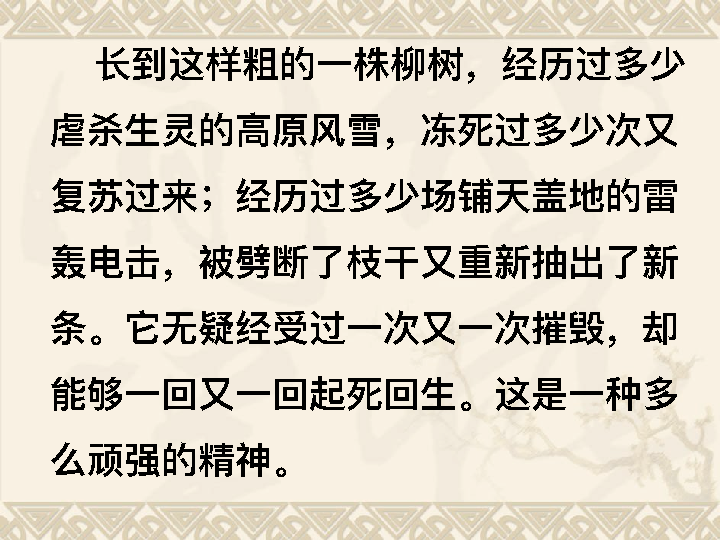 长到这样粗的一株柳树，经历过多少
虐杀生灵的高原风雪，冻死过多少次又
复苏过来；经历过多少场铺天盖地的雷
轰电击，被劈断了枝干又重新抽出了新
条。它无疑经受过一次又一次摧毁，却
能够一回又一回起死回生。这是一种多
么顽强的精神。